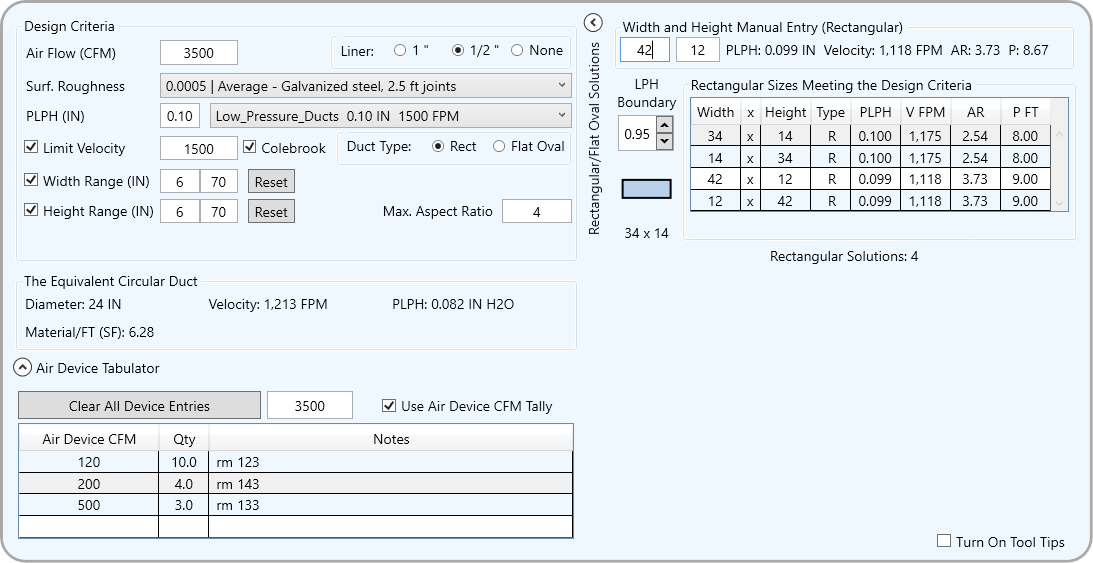 Design Criteria
Air Flow (CFM) 3500 Liner: 1 " 1/2 " None
Surf. Roughness 0.0005 | Average - Galvanized steel, 2.5 ft joints
PLPH (IN) 0.10 Low_Pressure_Ducts 0.10 IN 1500 FPM
Limit Velocity 1500 Colebrook Duct Type: Rect Flat Oval
Width Range (IN) 6 70 Reset
Height Range (IN) 6 70 Reset Max. Aspect Ratio 4
The Equivalent Circular Duct
Diameter: 24 IN Velocity: 1,213 FPM PLPH: 0.082 IN H2O
Material/FT (SF): 6.28
Air Device Tabulator
Clear All Device Entries 3500 Use Air Device CFM Tally
Air Device CFM Qty Notes
120 10.0 rm 123
200 4.0 rm 143
500 3.0 rm 133
Rectangular/Flat Oval Solutions
Width and Height Manual Entry (Rectangular)
42 12 PLPH: 0.099 IN Velocity: 1,118 FPM AR: 3.73 P: 8.67
LPH
Boundary
0.95
34 x 14
Rectangular Sizes Meeting the Design Criteria
Width x Height Type PLPH V FPM AR P FT
34 x 14 R 0.100 1,175 2.54 8.00
14 x 34 R 0.100 1,175 2.54 8.00
42 x 12 R 0.099 1,118 3.73 9.00
12 x 42 R 0.099 1,118 3.73 9.00
Rectangular Solutions: 4
Turn On Tool Tips